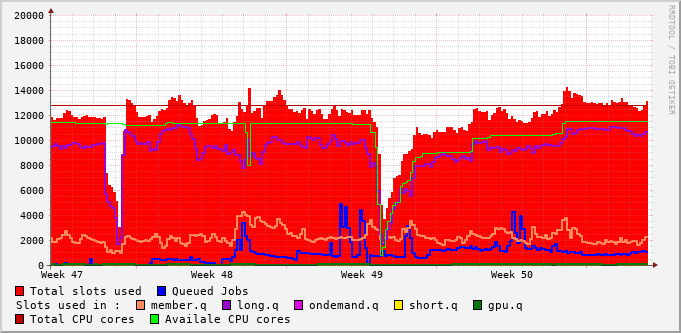 20000
18000
16000
14000
12000
10000
8000
6000
4000
2000
0
Week 47 Week 48 Week 49 Week 50
RRDTOOL / TOBI OETIKER
Total slots used Queued Jobs
Slots used in : member.q long.q ondemand.q short.q gpu.q
Total CPU cores Availale CPU cores